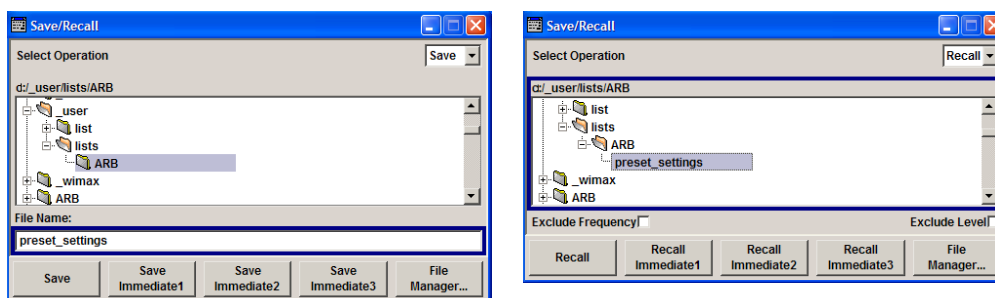 Save/Recall
Select Operation
Save
d:/_user/lists/ARB
_user
list
lists
ARB
_wimax
ARB
File Name:
preset_settings
Save
Save Immediate1
Save Immediate2
Save Immediate3
File Manager...
Save/Recall
Select Operation
Recall
d:/_user/lists/ARB
list
lists
ARB
preset_settings
_wimax
ARB
Exclude Frequency
Exclude Level
Recall
Recall Immediate1
Recall Immediate2
Recall Immediate3
File Manager...